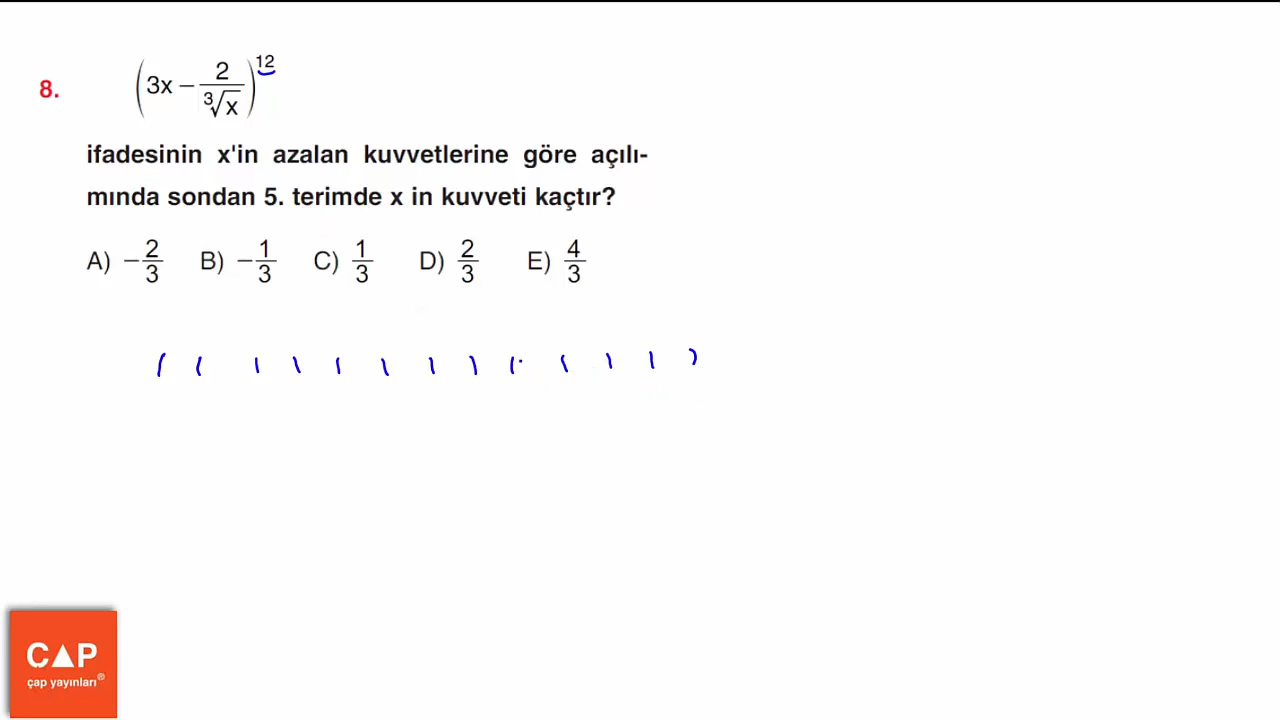 8. (3x − 2/∛x)^12
ifadesinin x'in azalan kuvvetlerine göre açılı-
mında sondan 5. terimde x in kuvveti kaçtır?
A) −2/3 B) −1/3 C) 1/3 D) 2/3 E) 4/3
ÇAP
çap yayınları®